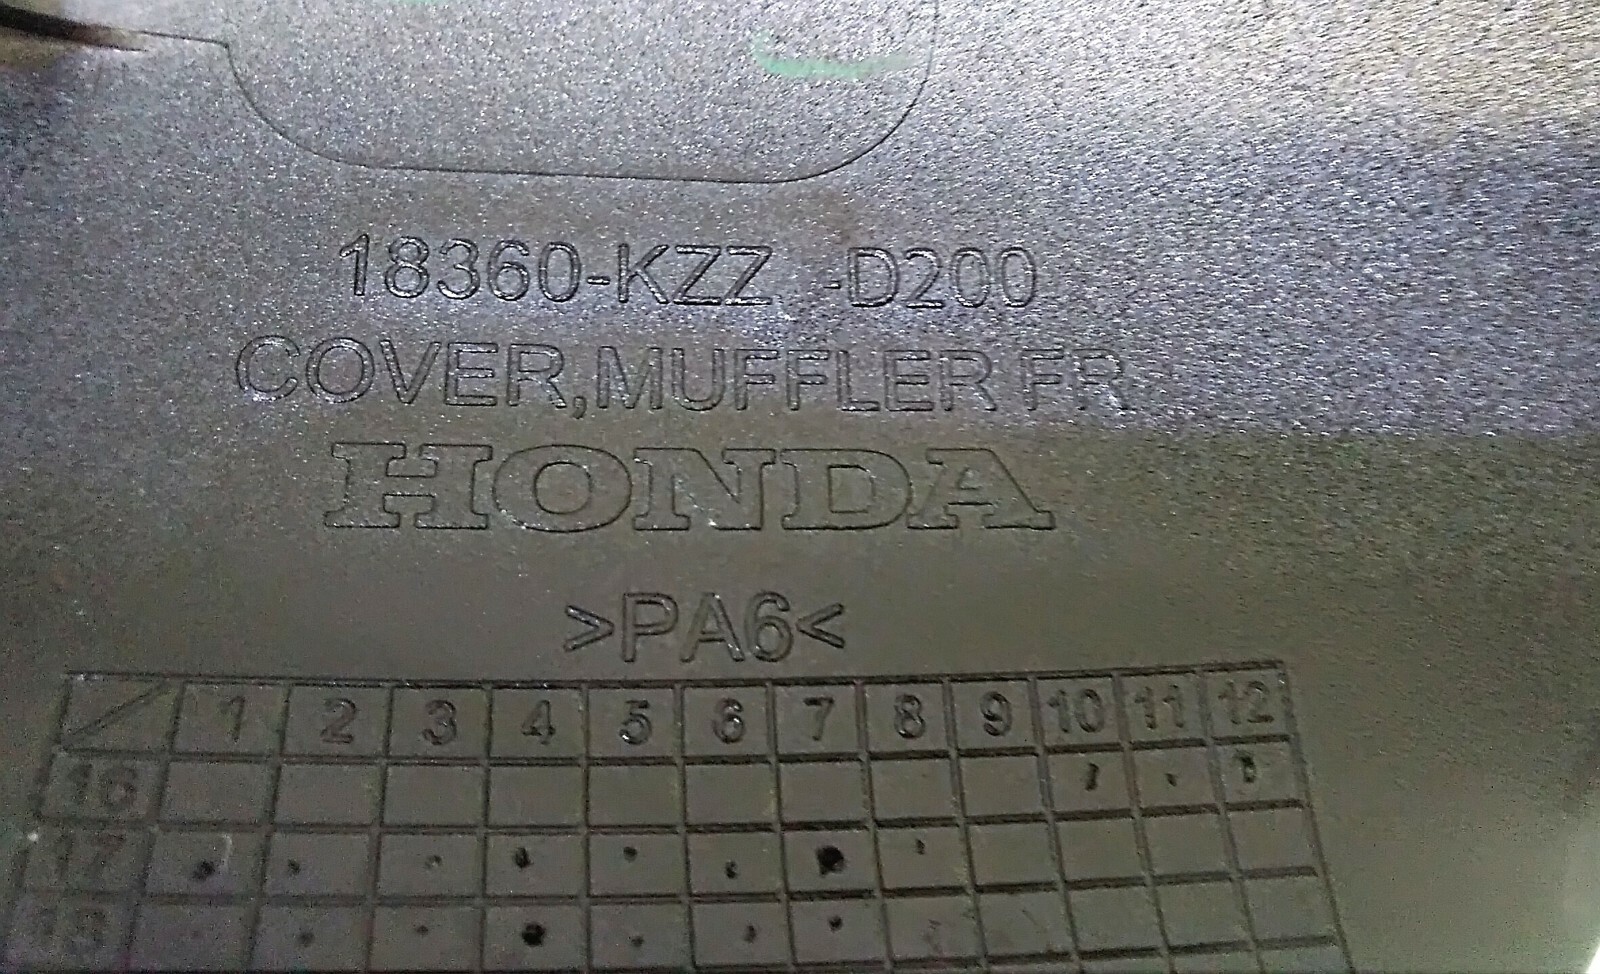 18360-KZZ -D200
COVER,MUFFLER FR
HONDA
>PA6<
1 2 3 4 5 6 7 8 9 10 11 12
16
17
18